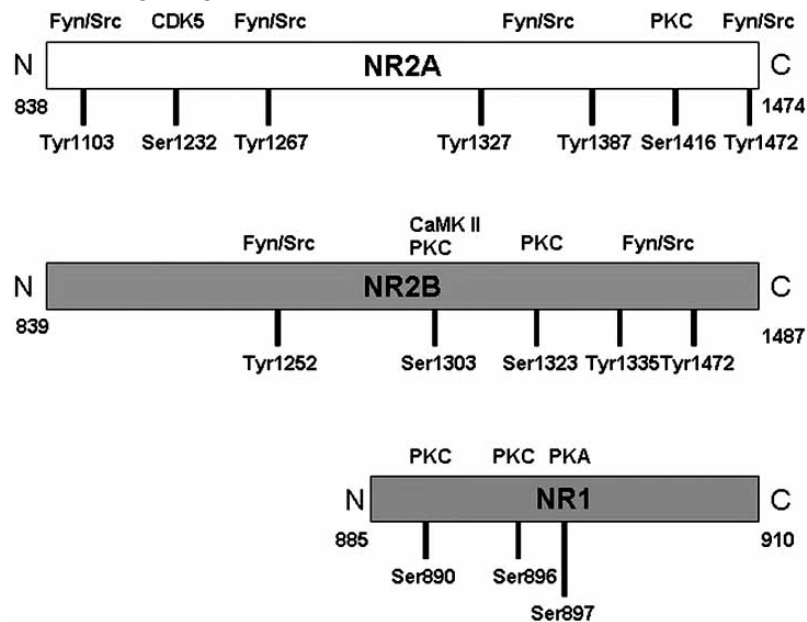 Fyn/Src CDK5 Fyn/Src Fyn/Src PKC Fyn/Src
N NR2A C
838 1474
Tyr1103 Ser1232 Tyr1267 Tyr1327 Tyr1387 Ser1416 Tyr1472
CaMK II
Fyn/Src PKC PKC Fyn/Src
N NR2B C
839 1487
Tyr1252 Ser1303 Ser1323 Tyr1335 Tyr1472
PKC PKC PKA
N NR1 C
885 910
Ser890 Ser896
Ser897